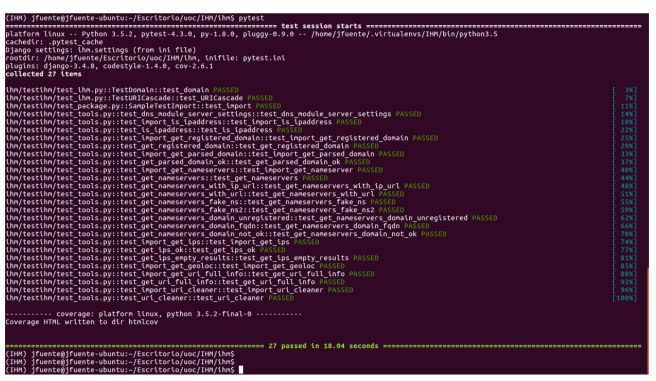 (IHM) jfuente@jfuente-ubuntu:~/Escritorio/uoc/IHM/ihm$ pytest
============ test session starts ============
platform linux -- Python 3.5.2, pytest-4.3.0, py-1.8.0, pluggy-0.9.0 -- /home/jfuente/.virtualenvs/IHM/bin/python3.5
cachedir: .pytest_cache
Django settings: ihm.settings (from ini file)
rootdir: /home/jfuente/Escritorio/uoc/IHM/ihm, inifile: pytest.ini
plugins: django-3.4.8, codestyle-1.4.0, cov-2.6.1
collected 27 items
ihm/testihm/test_ihm.py::TestDomain::test_domain PASSED [ 3%]
ihm/testihm/test_ihm.py::TestURICascade::test_URICascade PASSED [ 7%]
ihm/testihm/test_package.py::SampleTestImport::test_import PASSED [ 11%]
ihm/testihm/test_tools.py::test_dns_module_server_settings::test_dns_module_server_settings PASSED [ 14%]
ihm/testihm/test_tools.py::test_import_is_ipaddress::test_import_is_ipaddress PASSED [ 18%]
ihm/testihm/test_tools.py::test_is_ipaddress::test_is_ipaddress PASSED [ 22%]
ihm/testihm/test_tools.py::test_import_get_registered_domain::test_import_get_registered_domain PASSED [ 25%]
ihm/testihm/test_tools.py::test_get_registered_domain::test_get_registered_domain PASSED [ 29%]
ihm/testihm/test_tools.py::test_import_get_parsed_domain::test_import_get_parsed_domain PASSED [ 33%]
ihm/testihm/test_tools.py::test_get_parsed_domain_ok::test_get_parsed_domain_ok PASSED [ 37%]
ihm/testihm/test_tools.py::test_import_get_nameservers::test_import_get_nameserver PASSED [ 40%]
ihm/testihm/test_tools.py::test_get_nameservers::test_get_nameservers PASSED [ 44%]
ihm/testihm/test_tools.py::test_get_nameservers_with_ip_url::test_get_nameservers_with_ip_url PASSED [ 48%]
ihm/testihm/test_tools.py::test_get_nameservers_with_url::test_get_nameservers_with_url PASSED [ 51%]
ihm/testihm/test_tools.py::test_get_nameservers_fake_ns::test_get_nameservers_fake_ns PASSED [ 55%]
ihm/testihm/test_tools.py::test_get_nameservers_fake_ns2::test_get_nameservers_fake_ns2 PASSED [ 59%]
ihm/testihm/test_tools.py::test_get_nameservers_domain_unregistered::test_get_nameservers_domain_unregistered PASSED [ 62%]
ihm/testihm/test_tools.py::test_get_nameservers_domain_fqdn::test_get_nameservers_domain_fqdn PASSED [ 66%]
ihm/testihm/test_tools.py::test_get_nameservers_domain_not_ok::test_get_nameservers_domain_not_ok PASSED [ 70%]
ihm/testihm/test_tools.py::test_import_get_ips::test_import_get_ips PASSED [ 74%]
ihm/testihm/test_tools.py::test_get_ips_ok::test_get_ips_ok PASSED [ 77%]
ihm/testihm/test_tools.py::test_get_ips_empty_results::test_get_ips_empty_results PASSED [ 81%]
ihm/testihm/test_tools.py::test_import_get_geoloc::test_import_get_geoloc PASSED [ 85%]
ihm/testihm/test_tools.py::test_import_get_uri_full_info::test_import_get_uri_full_info PASSED [ 88%]
ihm/testihm/test_tools.py::test_get_uri_full_info::test_get_uri_full_info PASSED [ 92%]
ihm/testihm/test_tools.py::test_import_uri_cleaner::test_import_uri_cleaner PASSED [ 96%]
ihm/testihm/test_tools.py::test_uri_cleaner::test_uri_cleaner PASSED [100%]
---------- coverage: platform linux, python 3.5.2-final-0 -----------
Coverage HTML written to dir htmlcov
============ 27 passed in 18.04 seconds ============
(IHM) jfuente@jfuente-ubuntu:~/Escritorio/uoc/IHM/ihm$
(IHM) jfuente@jfuente-ubuntu:~/Escritorio/uoc/IHM/ihm$
(IHM) jfuente@jfuente-ubuntu:~/Escritorio/uoc/IHM/ihm$